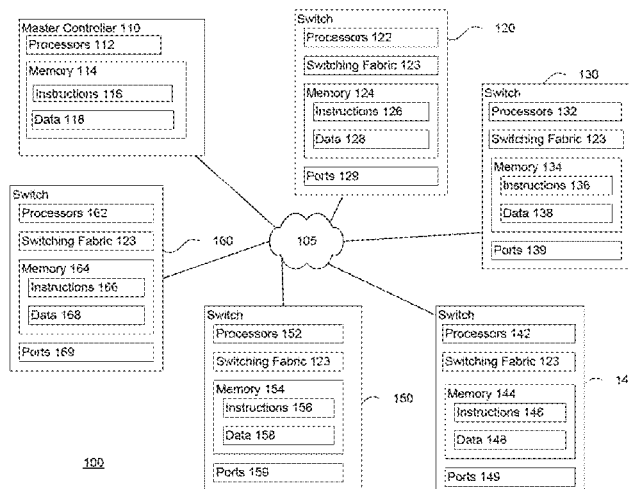 Master Controller 110
Processors 112
Memory 114
Instructions 116
Data 118
Switch
Processors 122
Switching Fabric 123
Memory 124
Instructions 126
Data 128
Ports 129
120
130
Switch
Processors 132
Switching Fabric 123
Memory 134
Instructions 136
Data 138
Ports 139
Switch
Processors 162
Switching Fabric 123
Memory 164
Instructions 166
Data 168
Ports 169
160
105
Switch
Processors 152
Switching Fabric 123
Memory 154
Instructions 156
Data 158
Ports 159
150
Switch
Processors 142
Switching Fabric 123
Memory 144
Instructions 146
Data 148
Ports 149
14
100